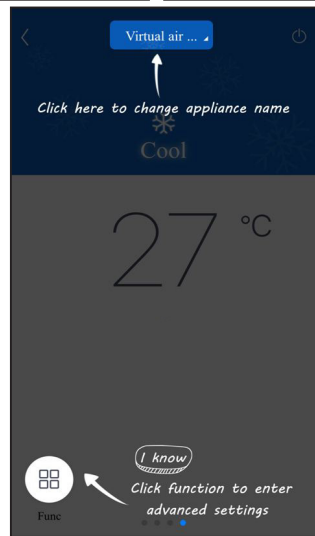 Virtual air ...
Click here to change appliance name
Cool
27 °C
I know
Click function to enter
advanced settings
Func